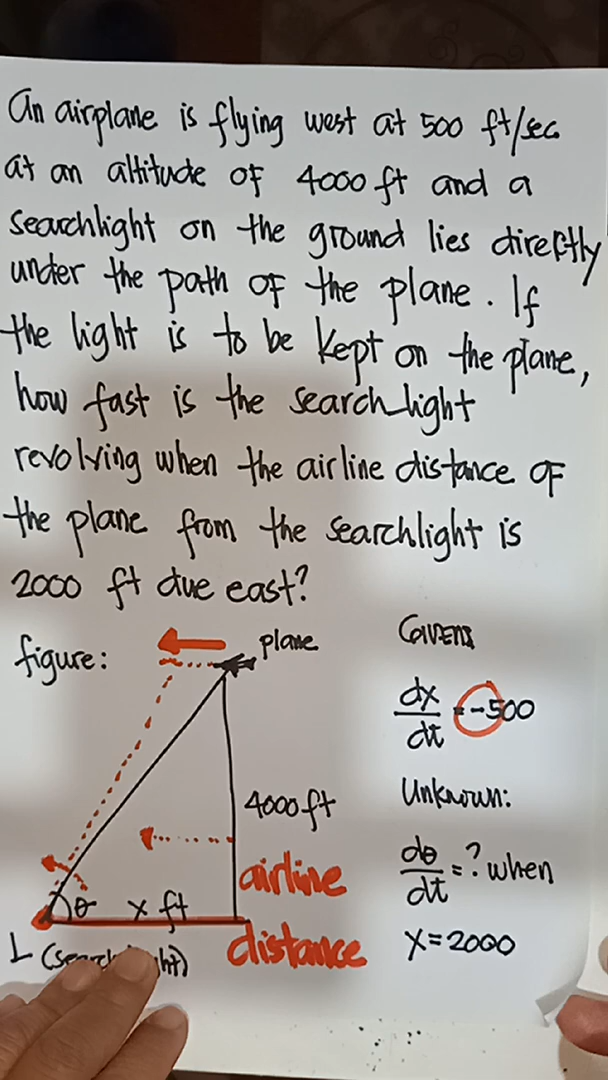 An airplane is flying west at 500 ft/sec
at an altitude of 4000 ft and a
searchlight on the ground lies directly
under the path of the plane. If
the light is to be kept on the plane,
how fast is the searchlight
revolving when the airline distance of
the plane from the searchlight is
2000 ft due east?
figure:
plane
4000 ft
airline
distance
θ x ft
L
Given:
dx/dt = -500
Unknown:
dθ/dt = ? when
x = 2000